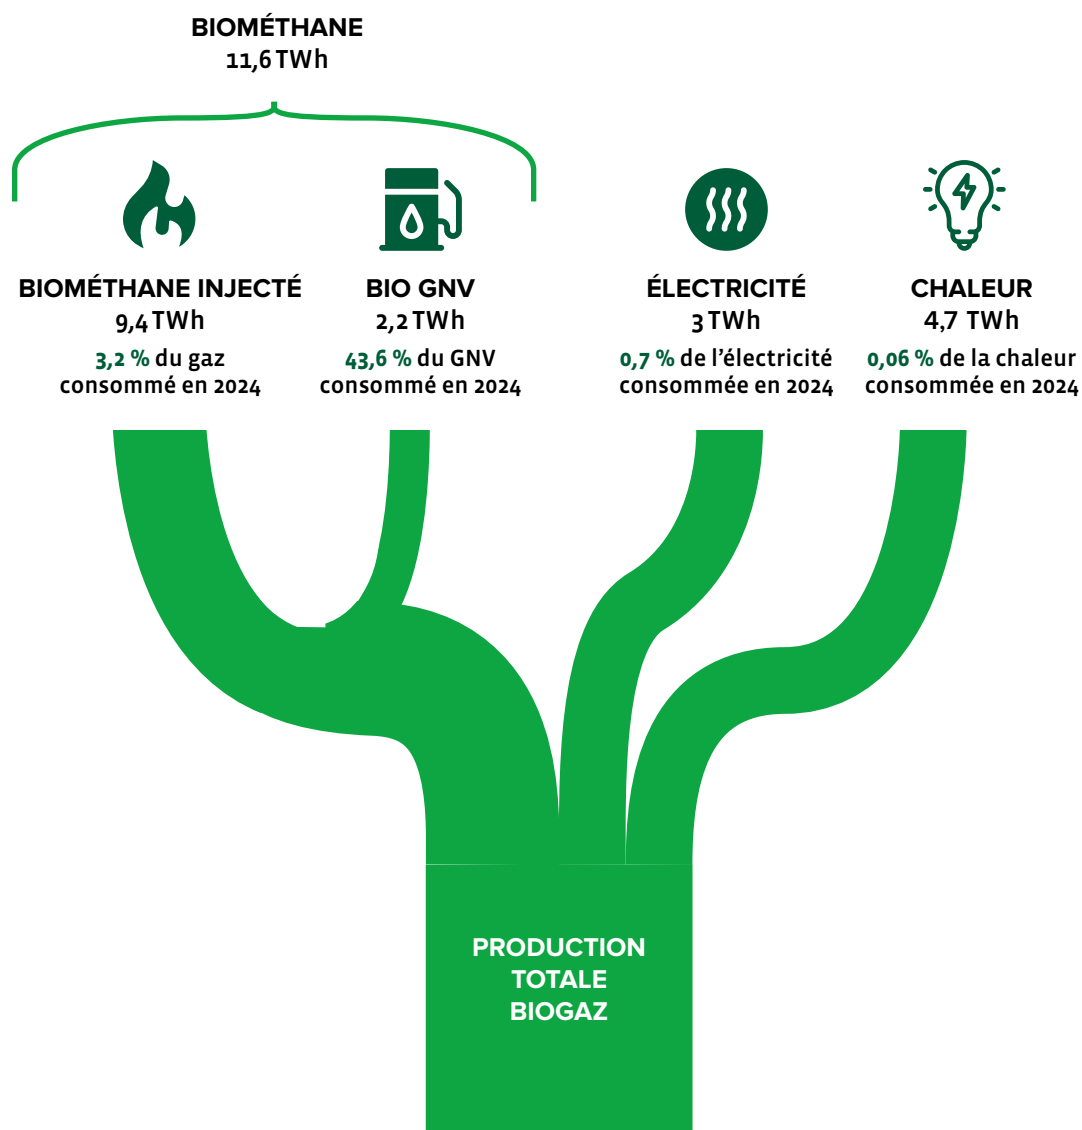 BIOMÉTHANE
11,6 TWh
BIOMÉTHANE INJECTÉ
9,4 TWh
3,2 % du gaz
consommé en 2024
BIO GNV
2,2 TWh
43,6 % du GNV
consommé en 2024
ÉLECTRICITÉ
3 TWh
0,7 % de l’électricité
consommée en 2024
CHALEUR
4,7 TWh
0,06 % de la chaleur
consommée en 2024
PRODUCTION
TOTALE
BIOGAZ